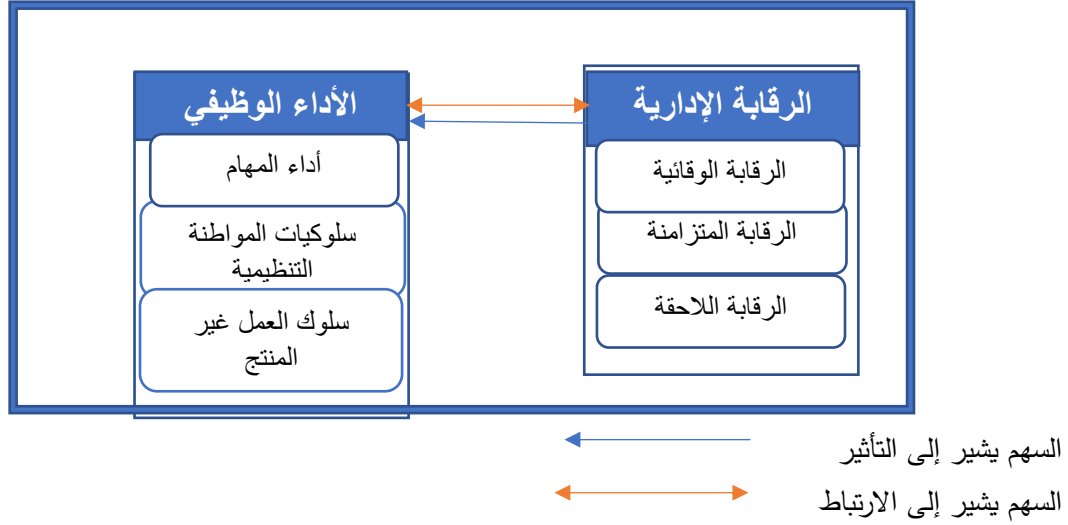 الرقابة الإدارية
الرقابة الوقائية
الرقابة المتزامنة
الرقابة اللاحقة
الأداء الوظيفي
أداء المهام
سلوكيات المواطنة
التنظيمية
سلوك العمل غير
المنتج
السهم يشير إلى التأثير
السهم يشير إلى الارتباط